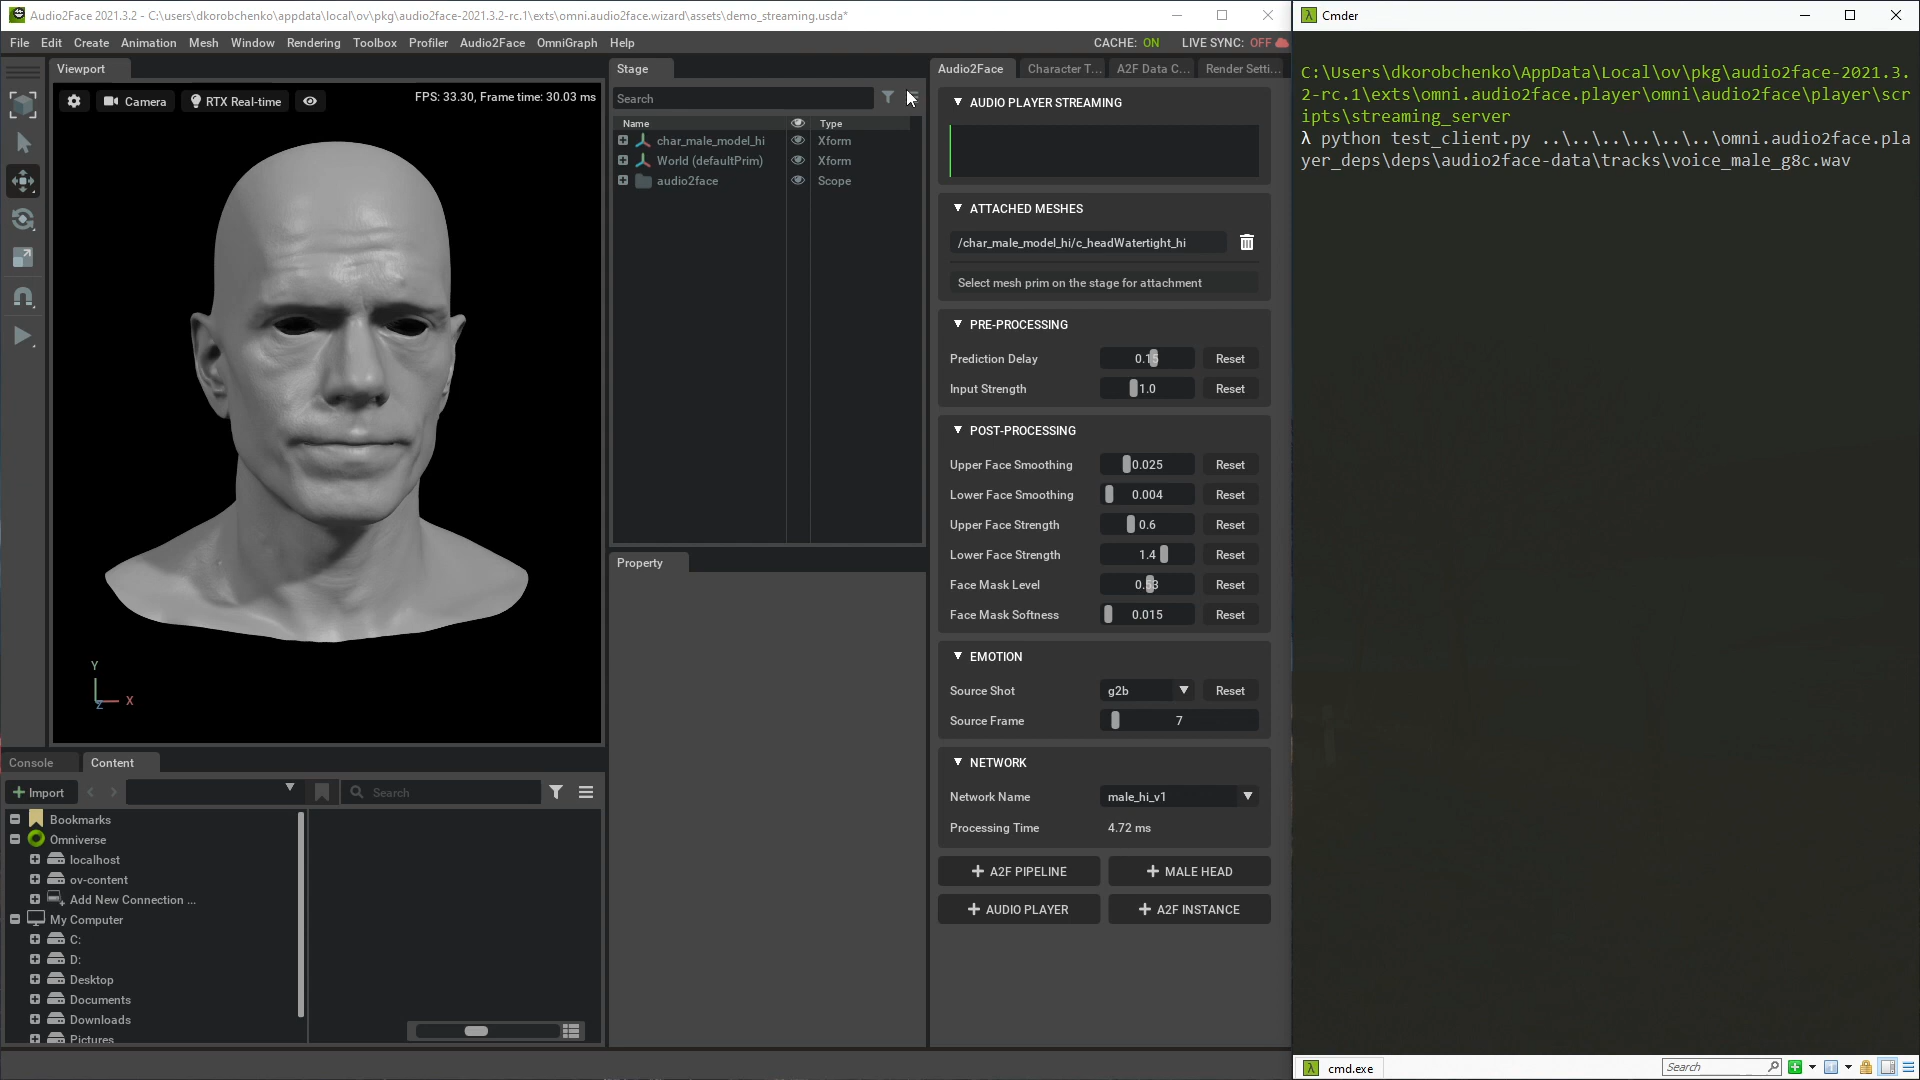 Audio2Face 2021.3.2 - C:\users\dkorobchenko\appdata\local\ov\pkg\audio2face-2021.3.2-rc.1\exts\omni.audio2face.wizard\assets\demo_streaming.usda*
File Edit Create Animation Mesh Window Rendering Toolbox Profiler Audio2Face OmniGraph Help
CACHE: ON LIVE SYNC: OFF
Viewport
Camera RTX Real-time
FPS: 33.30, Frame time: 30.03 ms
Y
X
Z
Stage
Search
Name Type
char_male_model_hi Xform
World (defaultPrim) Xform
audio2face Scope
Property
Audio2Face Character T... A2F Data C... Render Setti...
AUDIO PLAYER STREAMING
ATTACHED MESHES
/char_male_model_hi/c_headWatertight_hi
Select mesh prim on the stage for attachment
PRE-PROCESSING
Prediction Delay 0.15 Reset
Input Strength 1.0 Reset
POST-PROCESSING
Upper Face Smoothing 0.025 Reset
Lower Face Smoothing 0.004 Reset
Upper Face Strength 0.6 Reset
Lower Face Strength 1.4 Reset
Face Mask Level 0.53 Reset
Face Mask Softness 0.015 Reset
EMOTION
Source Shot g2b Reset
Source Frame 7
NETWORK
Network Name male_hi_v1
Processing Time 4.72 ms
+ A2F PIPELINE + MALE HEAD
+ AUDIO PLAYER + A2F INSTANCE
Console Content
+ Import Search
Bookmarks
Omniverse
localhost
ov-content
Add New Connection ...
My Computer
C:
D:
Desktop
Documents
Downloads
Pictures
Cmder
C:\Users\dkorobchenko\AppData\Local\ov\pkg\audio2face-2021.3.
2-rc.1\exts\omni.audio2face.player\omni\audio2face\player\scr
ipts\streaming_server
λ python test_client.py ..\..\..\..\..\..\omni.audio2face.pla
yer_deps\deps\audio2face-data\tracks\voice_male_g8c.wav
cmd.exe
Search